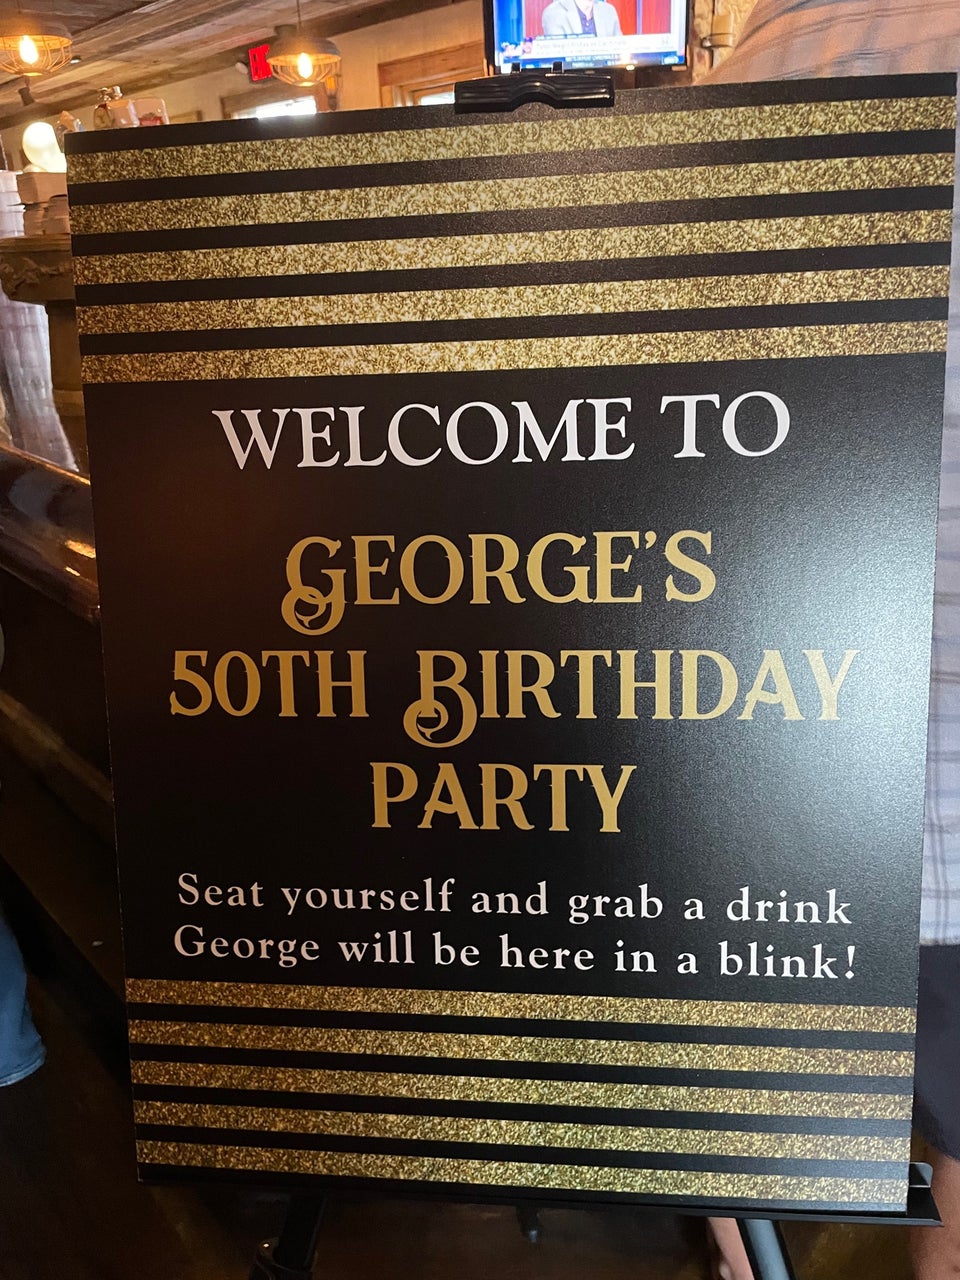 WELCOME TO
GEORGE'S
50TH BIRTHDAY
PARTY
Seat yourself and grab a drink
George will be here in a blink!